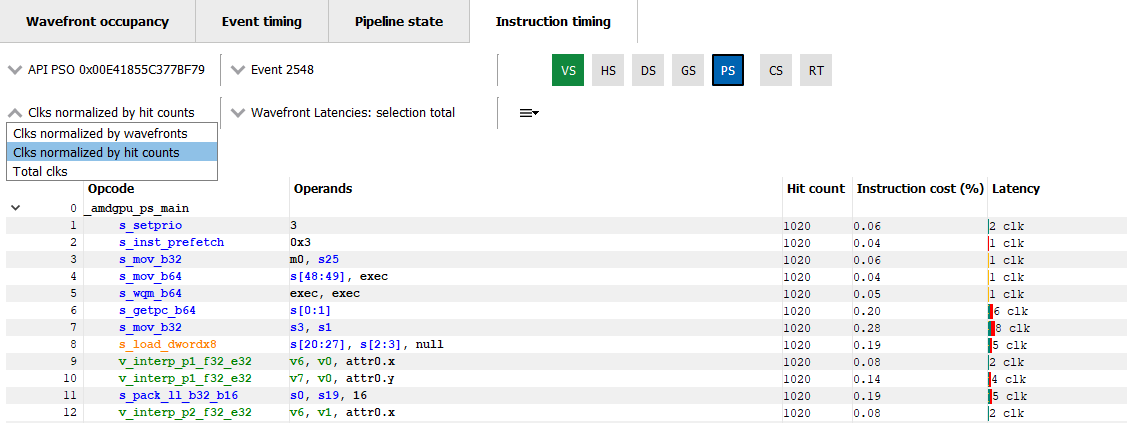 Wavefront occupancy Event timing Pipeline state Instruction timing
API PSO 0x00E41855C377BF79 Event 2548 VS HS DS GS PS CS RT
Clks normalized by hit counts Wavefront Latencies: selection total
Clks normalized by wavefronts
Clks normalized by hit counts
Total clks
Opcode Operands Hit count Instruction cost (%) Latency
0 _amdgpu_ps_main
1 s_setprio 3 1020 0.06 2 clk
2 s_inst_prefetch 0x3 1020 0.04 1 clk
3 s_mov_b32 m0, s25 1020 0.06 1 clk
4 s_mov_b64 s[48:49], exec 1020 0.04 1 clk
5 s_wqm_b64 exec, exec 1020 0.05 1 clk
6 s_getpc_b64 s[0:1] 1020 0.20 6 clk
7 s_mov_b32 s3, s1 1020 0.28 8 clk
8 s_load_dwordx8 s[20:27], s[2:3], null 1020 0.19 5 clk
9 v_interp_p1_f32_e32 v6, v0, attr0.x 1020 0.08 2 clk
10 v_interp_p1_f32_e32 v7, v0, attr0.y 1020 0.14 4 clk
11 s_pack_ll_b32_b16 s0, s19, 16 1020 0.19 5 clk
12 v_interp_p2_f32_e32 v6, v1, attr0.x 1020 0.08 2 clk